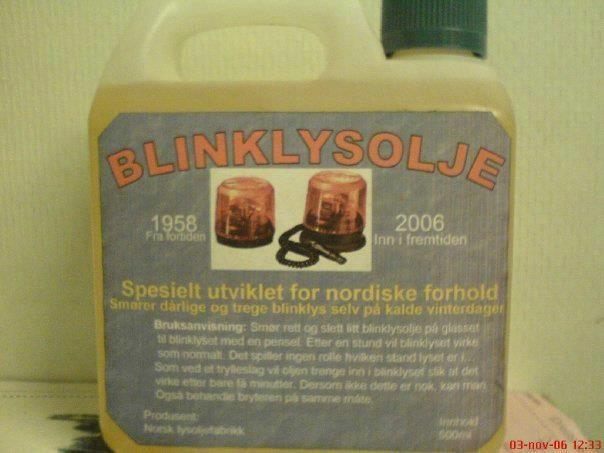 BLINKLYSOLJE
1958
Fra fortiden
2006
Inn i fremtiden
Spesielt utviklet for nordiske forhold
Smører dårlige og trege blinklys selv på kalde vinterdager
Bruksanvisning: Smør rett og slett litt blinklysolje på glasset
til blinklyset med en pensel. Etter en stund vil blinklyset virke
som normalt. Det spiller ingen rolle hvilken stand lyset er i...
Som ved et trylleslag vil oljen trenge inn i blinklyset slik at det
virke etter bare få minutter. Dersom ikke dette er nok, kan man
Også behandle bryteren på samme måte.
Produsent:
Norsk lysoljefabrikk
Innhold
500ml
03-nov-06 12:33